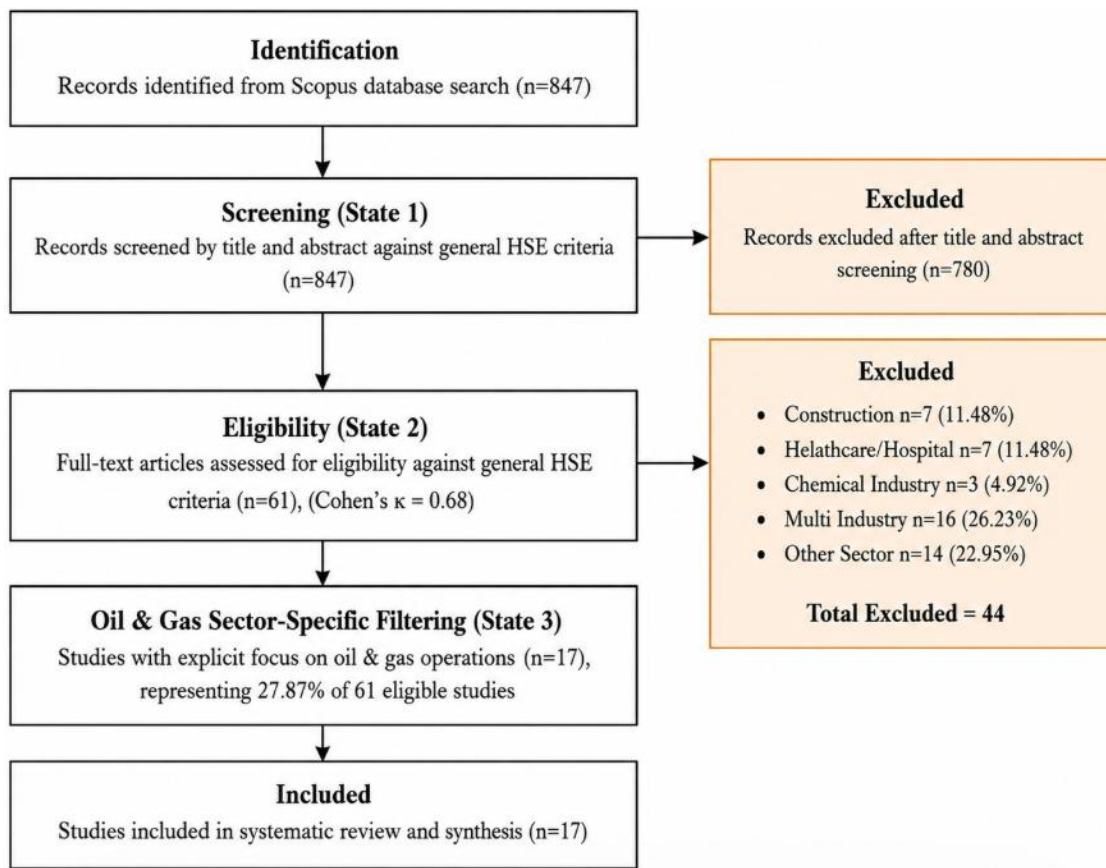 Identification
Records identified from Scopus database search (n=847)
Screening (State 1)
Records screened by title and abstract against general HSE criteria
(n=847)
Excluded
Records excluded after title and abstract
screening (n=780)
Eligibility (State 2)
Full-text articles assessed for eligibility against general HSE
criteria (n=61), (Cohen's κ = 0.68)
Excluded
• Construction n=7 (11.48%)
• Helathcare/Hospital n=7 (11.48%)
• Chemical Industry n=3 (4.92%)
• Multi Industry n=16 (26.23%)
• Other Sector n=14 (22.95%)
Total Excluded = 44
Oil & Gas Sector-Specific Filtering (State 3)
Studies with explicit focus on oil & gas operations (n=17),
representing 27.87% of 61 eligible studies
Included
Studies included in systematic review and synthesis (n=17)